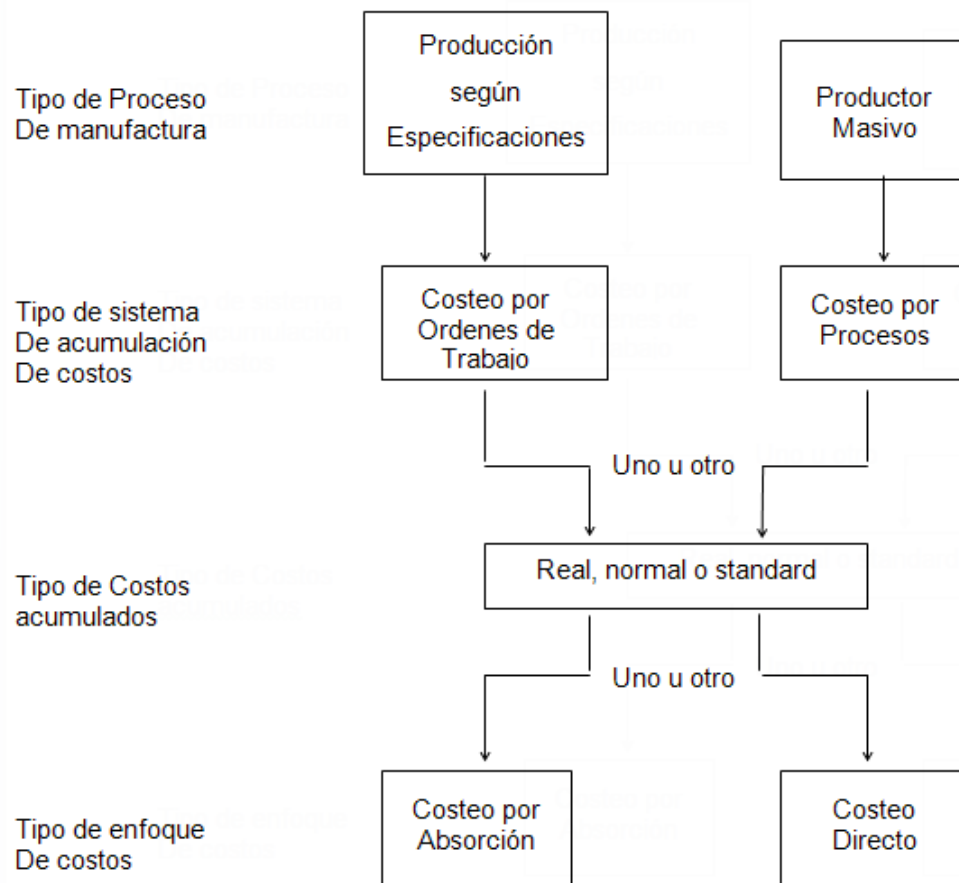 Tipo de Proceso
De manufactura
Producción
según
Especificaciones
Productor
Masivo
Tipo de sistema
De acumulación
De costos
Costeo por
Ordenes de
Trabajo
Costeo por
Procesos
Uno u otro
Tipo de Costos
acumulados
Real, normal o standard
Uno u otro
Tipo de enfoque
De costos
Costeo por
Absorción
Costeo
Directo